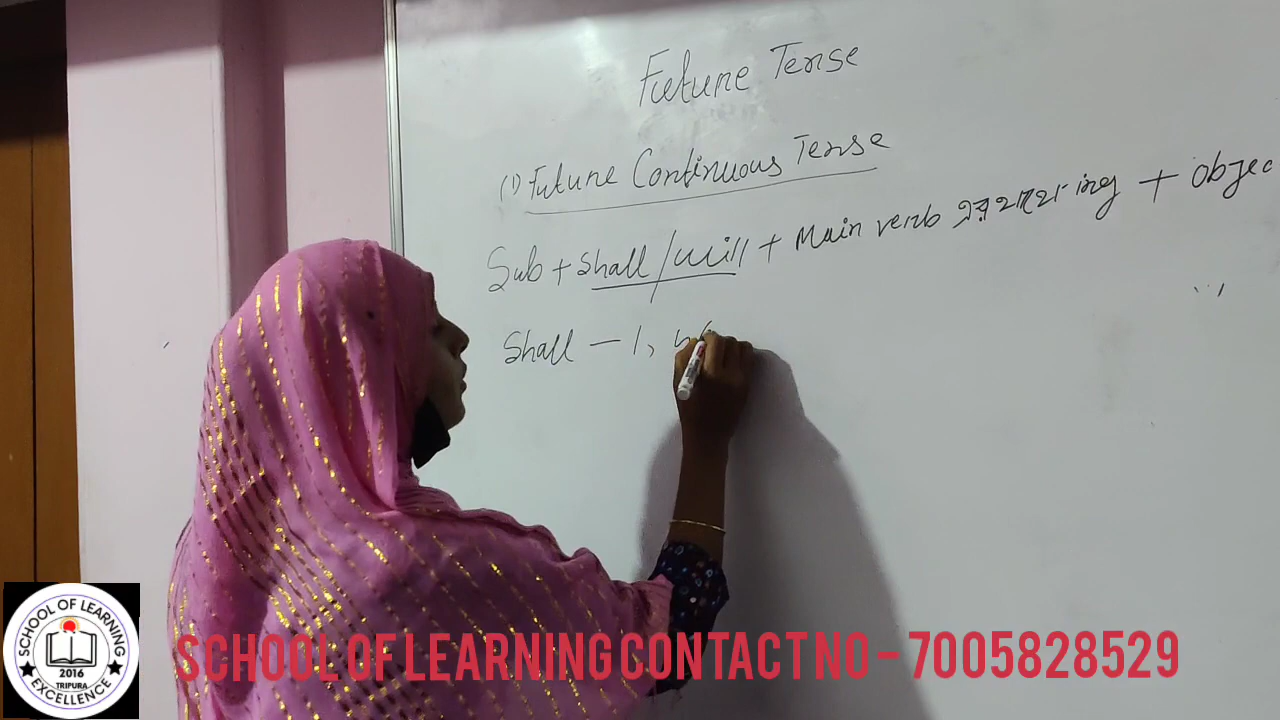 Future Tense
(1) Future Continuous Tense
Sub + Shall / will + Main verb এর সাথে ing + Objec
Shall – I, w
SCHOOL OF LEARNING
2016
TRIPURA
EXCELLENCE
SCHOOL OF LEARNING CONTACT NO - 7005828529